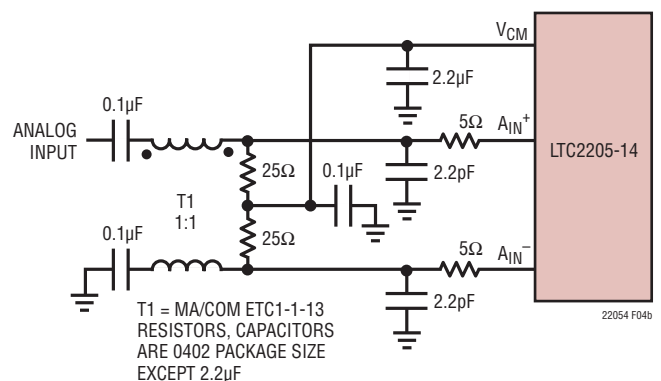 VCM
2.2µF
0.1µF
ANALOG
INPUT
5Ω
AIN+
LTC2205-14
25Ω
0.1µF
2.2pF
T1
1:1
0.1µF
25Ω
5Ω
AIN–
2.2pF
T1 = MA/COM ETC1-1-13
RESISTORS, CAPACITORS
ARE 0402 PACKAGE SIZE
EXCEPT 2.2µF
22054 F04b